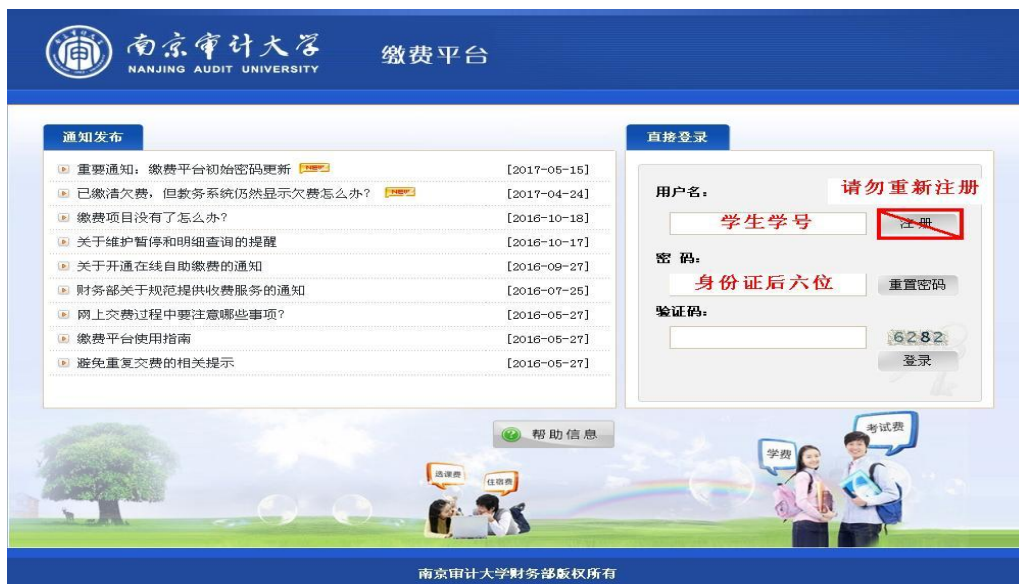 南京审计大学
NANJING AUDIT UNIVERSITY
缴费平台
通知发布
重要通知：缴费平台初始密码更新 NEW [2017-05-15]
已缴清欠费，但教务系统仍然显示欠费怎么办？ NEW [2017-04-24]
缴费项目没有了怎么办？ [2016-10-18]
关于维护暂停和明细查询的提醒 [2016-10-17]
关于开通在线自助缴费的通知 [2016-09-27]
财务部关于规范提供收费服务的通知 [2016-07-25]
网上交费过程中要注意哪些事项？ [2016-05-27]
缴费平台使用指南 [2016-05-27]
避免重复交费的相关提示 [2016-05-27]
直接登录
用户名：
请勿重新注册
学生学号
注 册
密 码：
身份证后六位
重置密码
验证码：
6282
登录
帮助信息
选课费
住宿费
学费
考试费
南京审计大学财务部版权所有